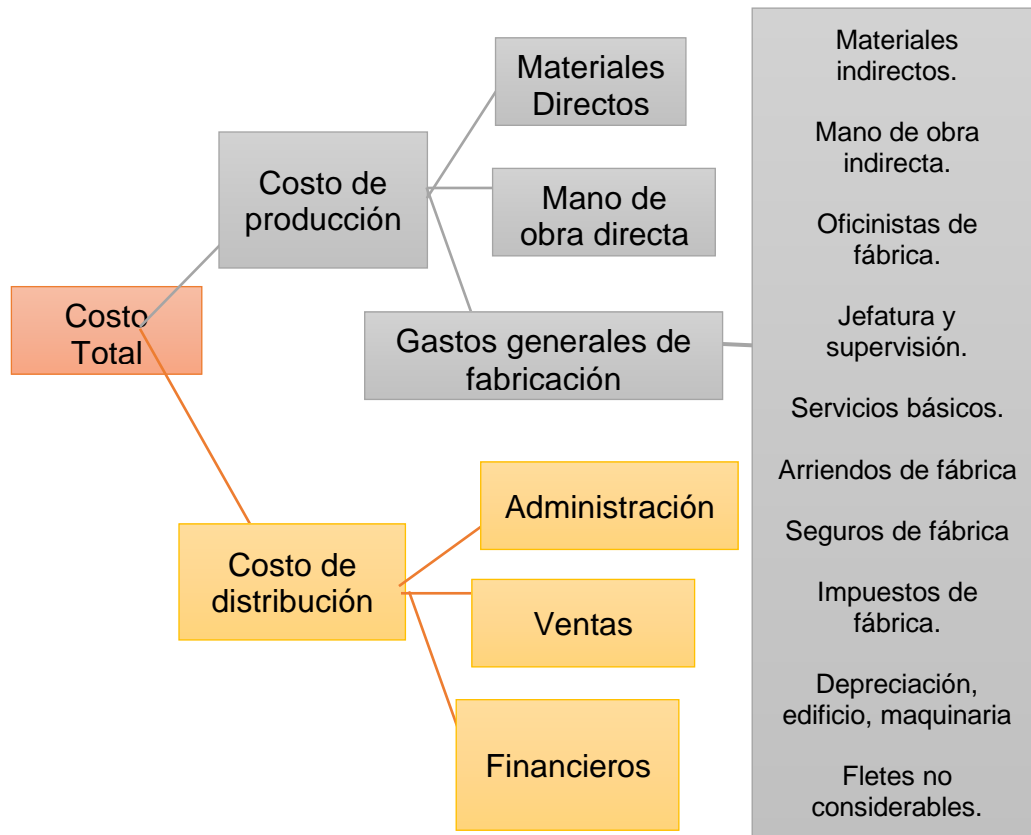 Costo
Total
Costo de
producción
Materiales
Directos
Mano de
obra directa
Gastos generales de
fabricación
Materiales
indirectos.
Mano de obra
indirecta.
Oficinistas de
fábrica.
Jefatura y
supervisión.
Servicios básicos.
Arriendos de fábrica
Seguros de fábrica
Impuestos de
fábrica.
Depreciación,
edificio, maquinaria
Fletes no
considerables.
Costo de
distribución
Administración
Ventas
Financieros